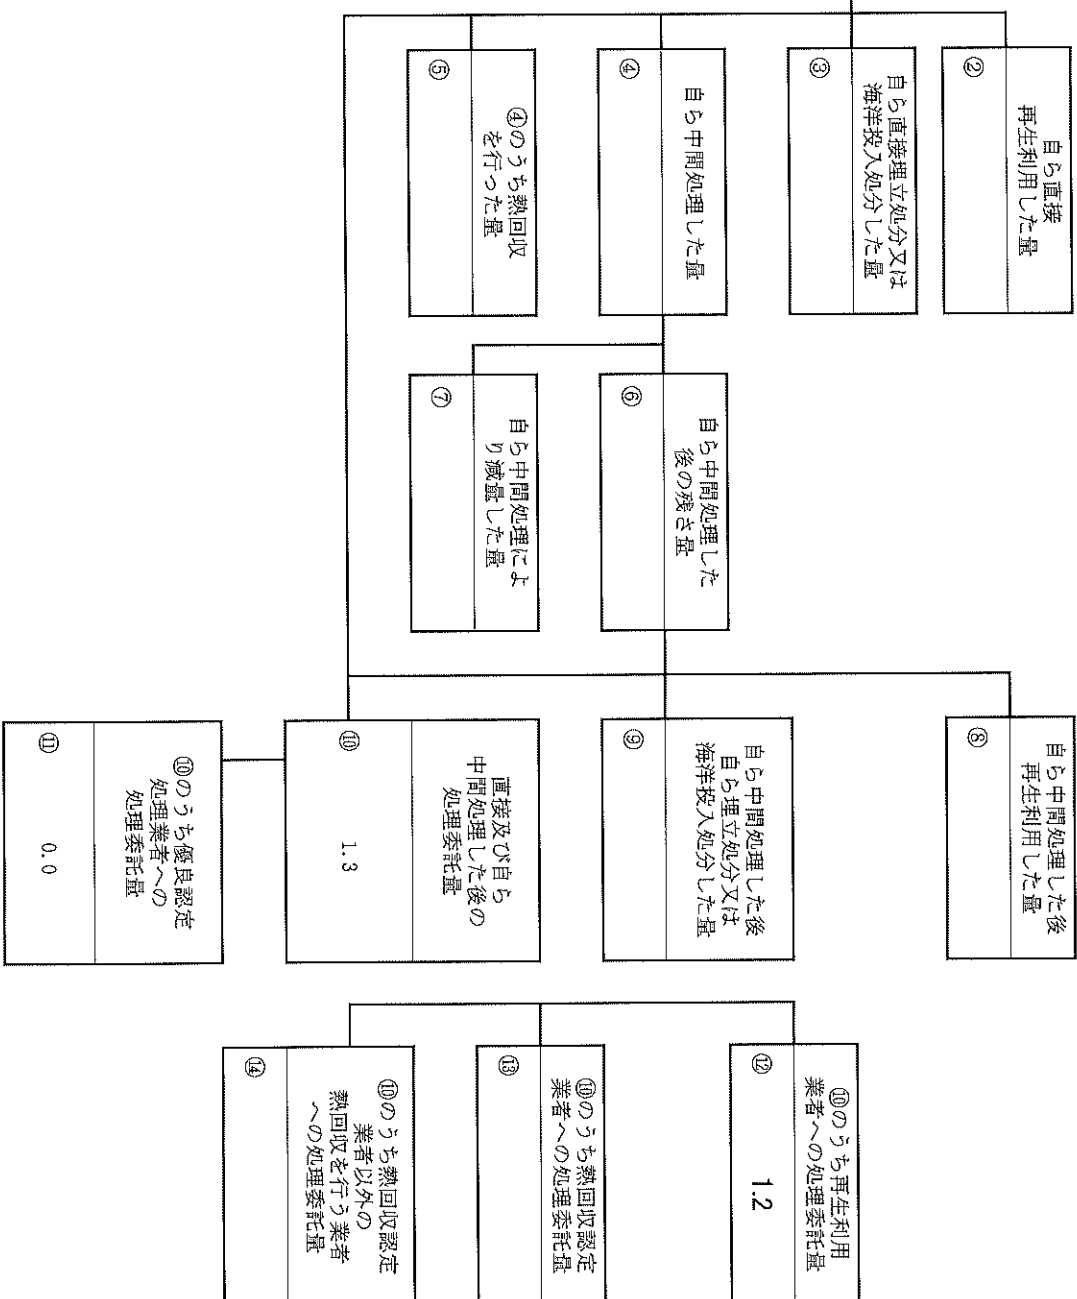 自ら直接
再生利用した量
②
自ら直接埋立処分又は
海洋投入処分した量
③
自ら中間処理した量
④
④のうち熱回収
を行った量
⑤
自ら中間処理した
後の残さ量
⑥
自ら中間処理によ
り減量した量
⑦
自ら中間処理した後
再生利用した量
⑧
自ら中間処理した後
自ら埋立処分又は
海洋投入処分した量
⑨
直接及び自ら
中間処理した後の
処理委託量
⑩
1.3
⑩のうち優良認定
処理業者への
処理委託量
⑪
0.0
⑩のうち再生利用
業者への処理委託量
⑫
1.2
⑩のうち熱回収認定
業者への処理委託量
⑬
⑩のうち熱回収認定
業者以外の
熱回収を行う業者
への処理委託量
⑭